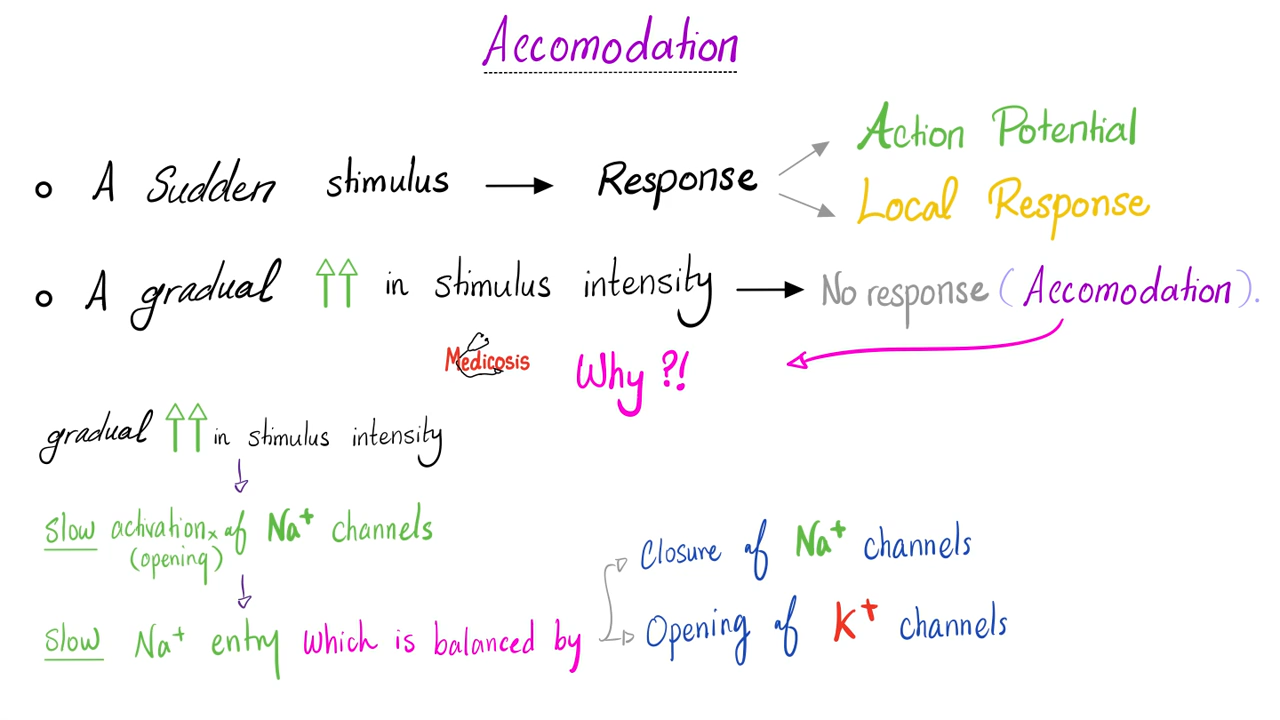 Accomodation
A Sudden stimulus → Response
Action Potential
Local Response
A gradual ↑↑ in stimulus intensity → No response (Accomodation).
Medicosis
Why ?!
gradual ↑↑ in stimulus intensity
Slow activation of Na+ channels
(opening)
Slow Na+ entry which is balanced by
Closure of Na+ channels
Opening of K+ channels